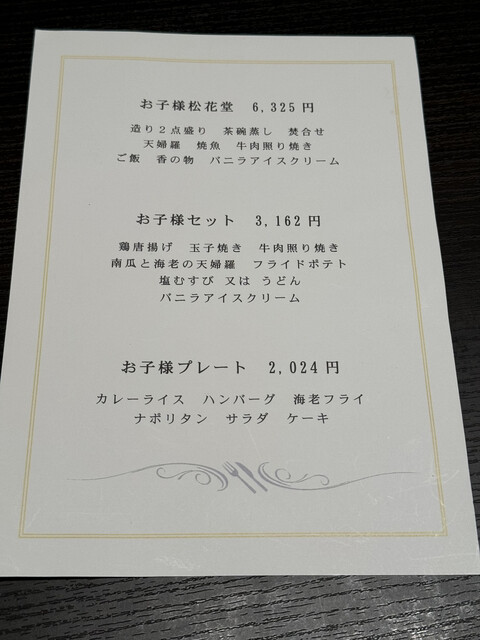 お子様松花堂 6,325円
造り2点盛り 茶碗蒸し 焚合せ
天婦羅 焼魚 牛肉照り焼き
ご飯 香の物 バニラアイスクリーム
お子様セット 3,162円
鶏唐揚げ 玉子焼き 牛肉照り焼き
南瓜と海老の天婦羅 フライドポテト
塩むすび 又は うどん
バニラアイスクリーム
お子様プレート 2,024円
カレーライス ハンバーグ 海老フライ
ナポリタン サラダ ケーキ